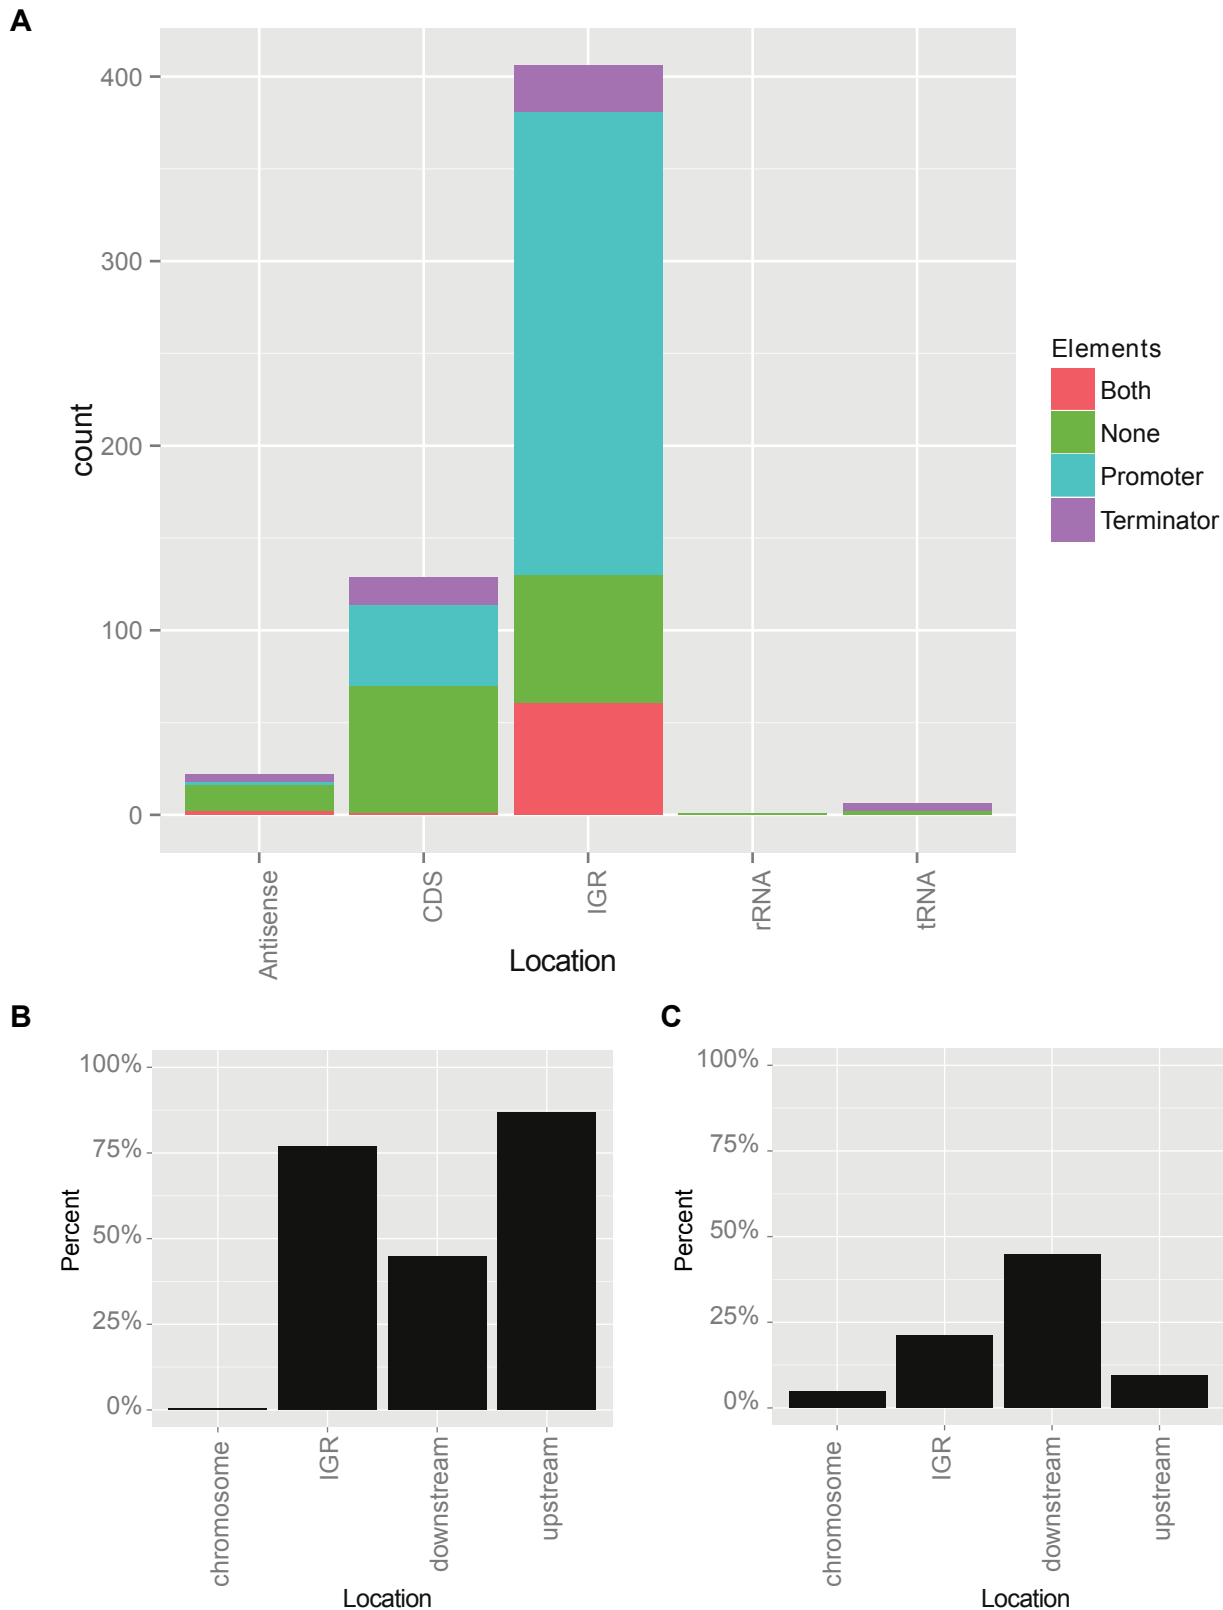 A
400
300
200
100
0
count
Antisense
CDS
IGR
rRNA
tRNA
Location
Elements
Both
None
Promoter
Terminator
B
100%
75%
50%
25%
0%
Percent
chromosome
IGR
downstream
upstream
Location
C
100%
75%
50%
25%
0%
Percent
chromosome
IGR
downstream
upstream
Location